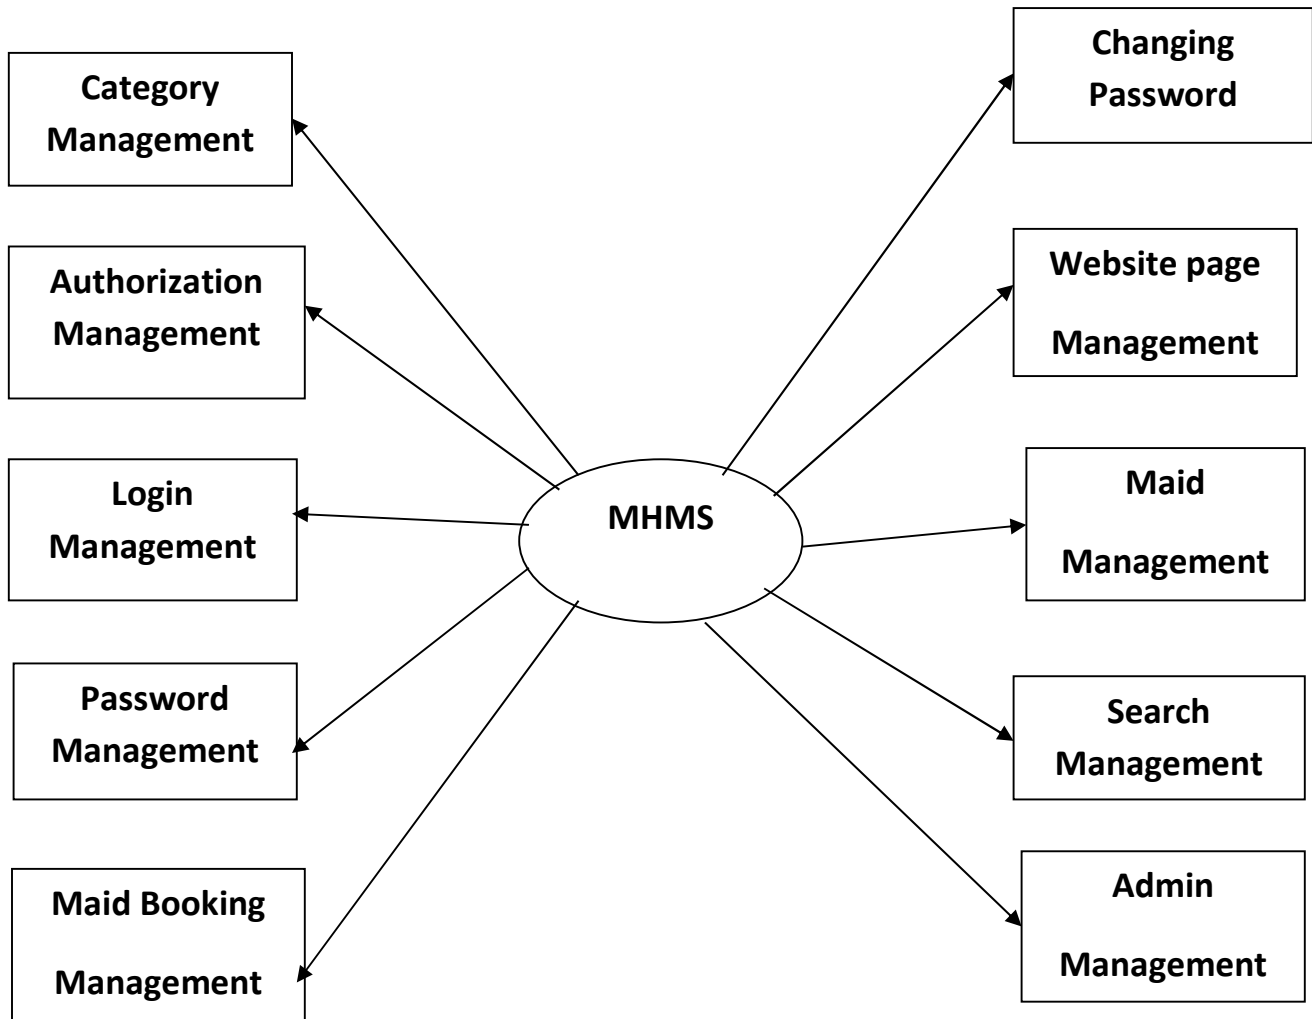 Category
Management
Authorization
Management
Login
Management
Password
Management
Maid Booking
Management
MHMS
Changing
Password
Website page
Management
Maid
Management
Search
Management
Admin
Management